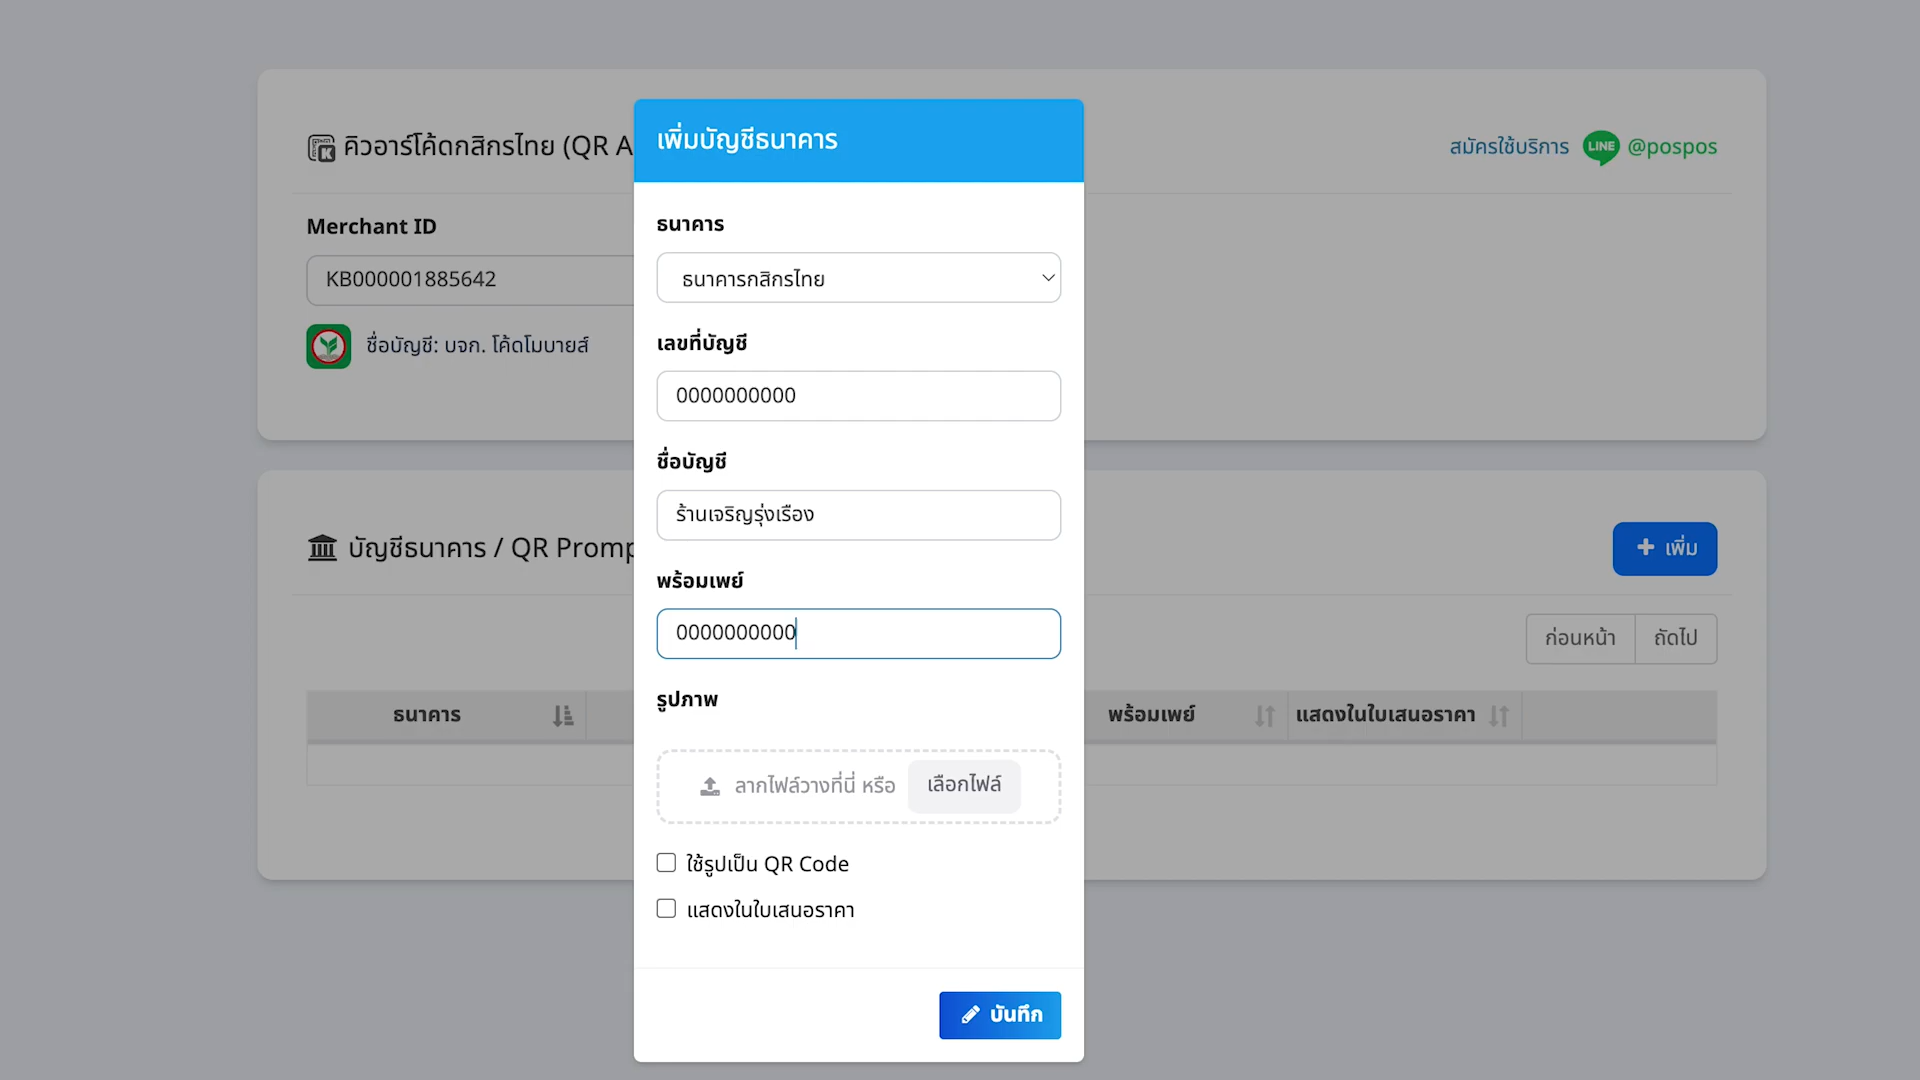 คิวอาร์โค้ดกสิกรไทย (QR A
สมัครใช้บริการ LINE @pospos
Merchant ID
KB000001885642
ชื่อบัญชี: บจก. โค้ดโมบายส์
บัญชีธนาคาร / QR Promp
เพิ่ม
ก่อนหน้า ถัดไป
ธนาคาร พร้อมเพย์ แสดงในใบเสนอราคา
เพิ่มบัญชีธนาคาร
ธนาคาร
ธนาคารกสิกรไทย
เลขที่บัญชี
0000000000
ชื่อบัญชี
ร้านเจริญรุ่งเรือง
พร้อมเพย์
0000000000
รูปภาพ
ลากไฟล์วางที่นี่ หรือ เลือกไฟล์
ใช้รูปเป็น QR Code
แสดงในใบเสนอราคา
บันทึก